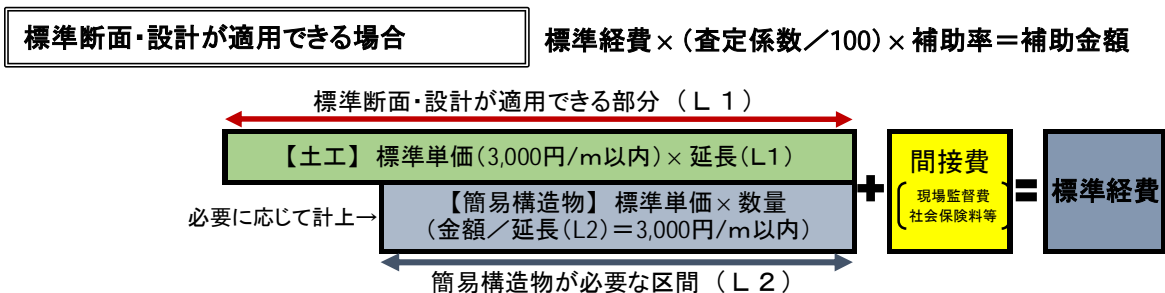 標準断面・設計が適用できる場合
標準経費×(査定係数/100)×補助率=補助金額
標準断面・設計が適用できる部分(L1)
【土工】標準単価(3,000円/m以内)×延長(L1)
必要に応じて計上→
【簡易構造物】標準単価×数量
(金額/延長(L2)=3,000円/m以内)
簡易構造物が必要な区間(L2)
+
間接費
現場監督費
社会保険料等
=
標準経費